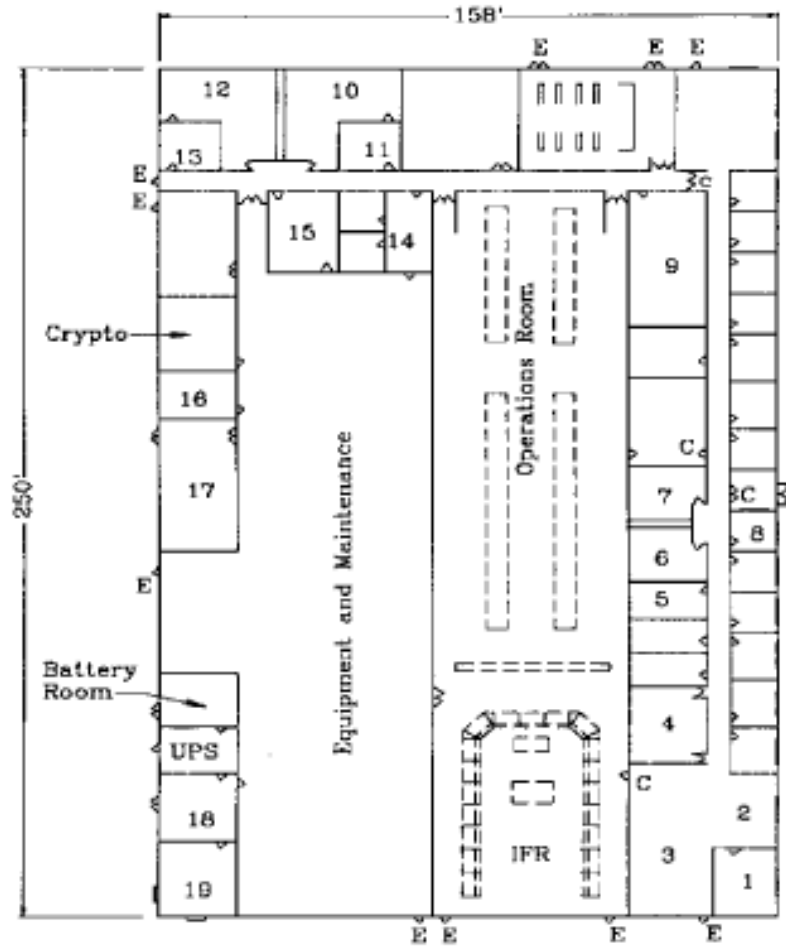 158'
E E E
12 10
13 11
E
C
E
15 14
9
Crypto
Operations Room
16
C
17 7 C
250'
8
6
E
5
Equipment and Maintenance
Battery
Room
4
UPS
C
18 2
3
IFR
19 1
E E E E